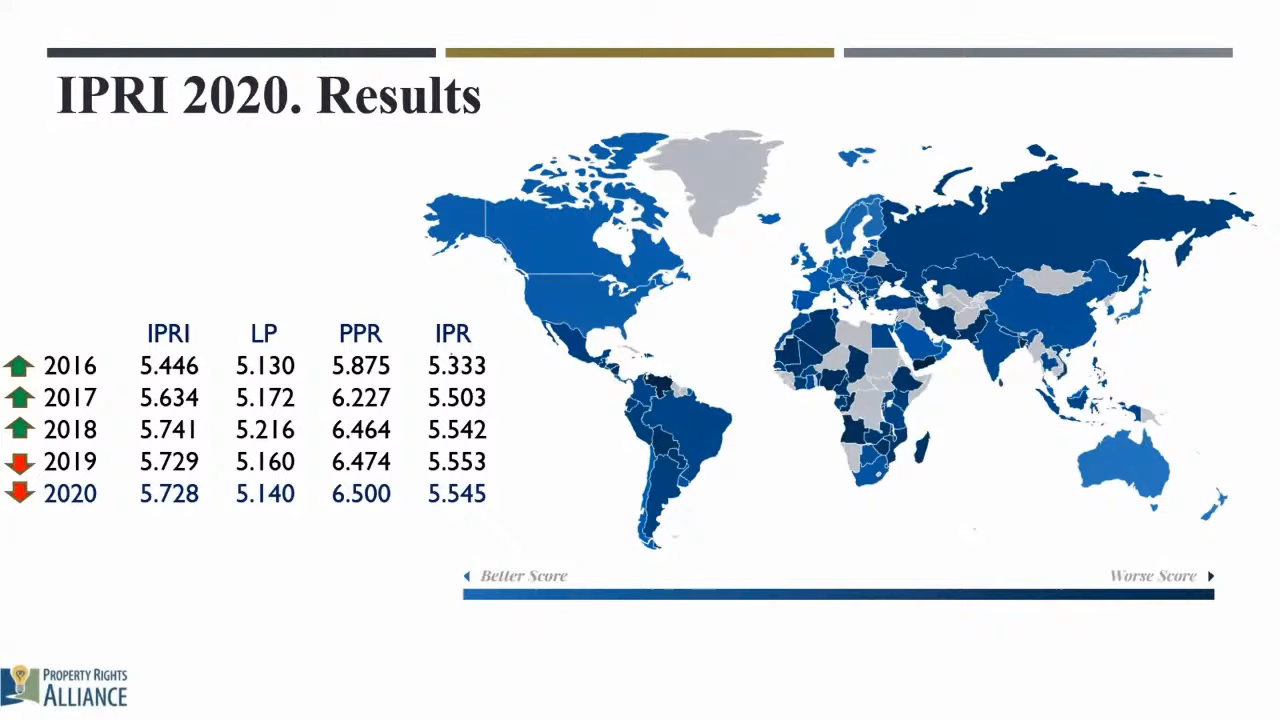 IPRI 2020. Results
IPRI LP PPR IPR
2016 5.446 5.130 5.875 5.333
2017 5.634 5.172 6.227 5.503
2018 5.741 5.216 6.464 5.542
2019 5.729 5.160 6.474 5.553
2020 5.728 5.140 6.500 5.545
Better Score Worse Score
PROPERTY RIGHTS
ALLIANCE